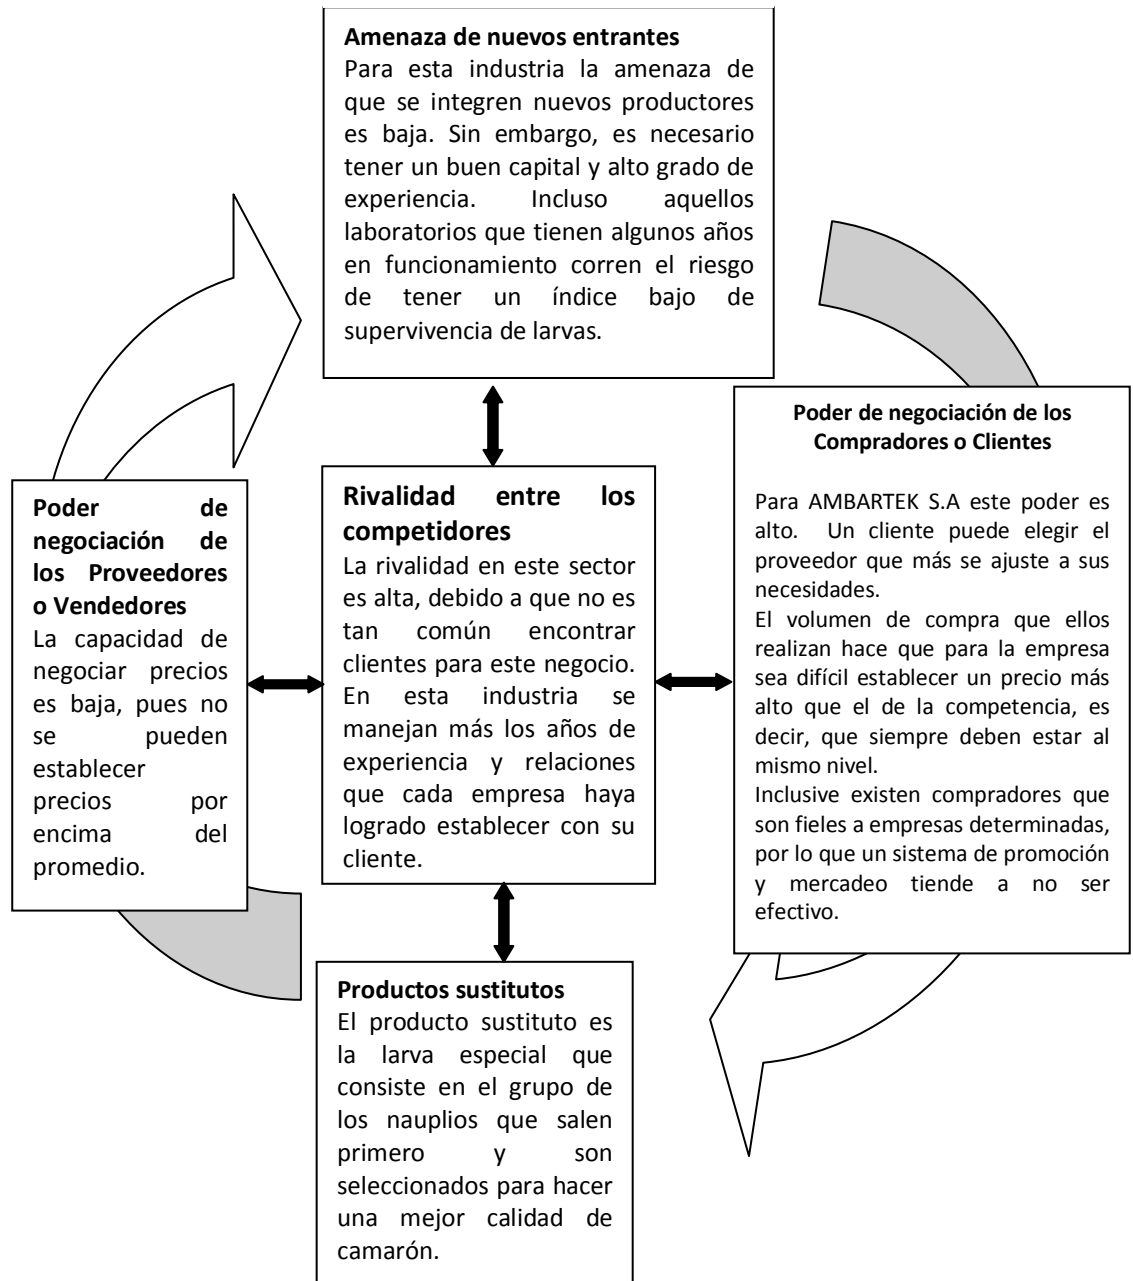 Amenaza de nuevos entrantes
Para esta industria la amenaza de
que se integren nuevos productores
es baja. Sin embargo, es necesario
tener un buen capital y alto grado de
experiencia. Incluso aquellos
laboratorios que tienen algunos años
en funcionamiento corren el riesgo
de tener un índice bajo de
supervivencia de larvas.
Poder de
negociación de
los Proveedores
o Vendedores
La capacidad de
negociar precios
es baja, pues no
se pueden
establecer
precios por
encima del
promedio.
Rivalidad entre los
competidores
La rivalidad en este sector
es alta, debido a que no es
tan común encontrar
clientes para este negocio.
En esta industria se
manejan más los años de
experiencia y relaciones
que cada empresa haya
logrado establecer con su
cliente.
Poder de negociación de los
Compradores o Clientes
Para AMBARTEK S.A este poder es
alto. Un cliente puede elegir el
proveedor que más se ajuste a sus
necesidades.
El volumen de compra que ellos
realizan hace que para la empresa
sea difícil establecer un precio más
alto que el de la competencia, es
decir, que siempre deben estar al
mismo nivel.
Inclusive existen compradores que
son fieles a empresas determinadas,
por lo que un sistema de promoción
y mercadeo tiende a no ser
efectivo.
Productos sustitutos
El producto sustituto es
la larva especial que
consiste en el grupo de
los nauplios que salen
primero y son
seleccionados para hacer
una mejor calidad de
camarón.